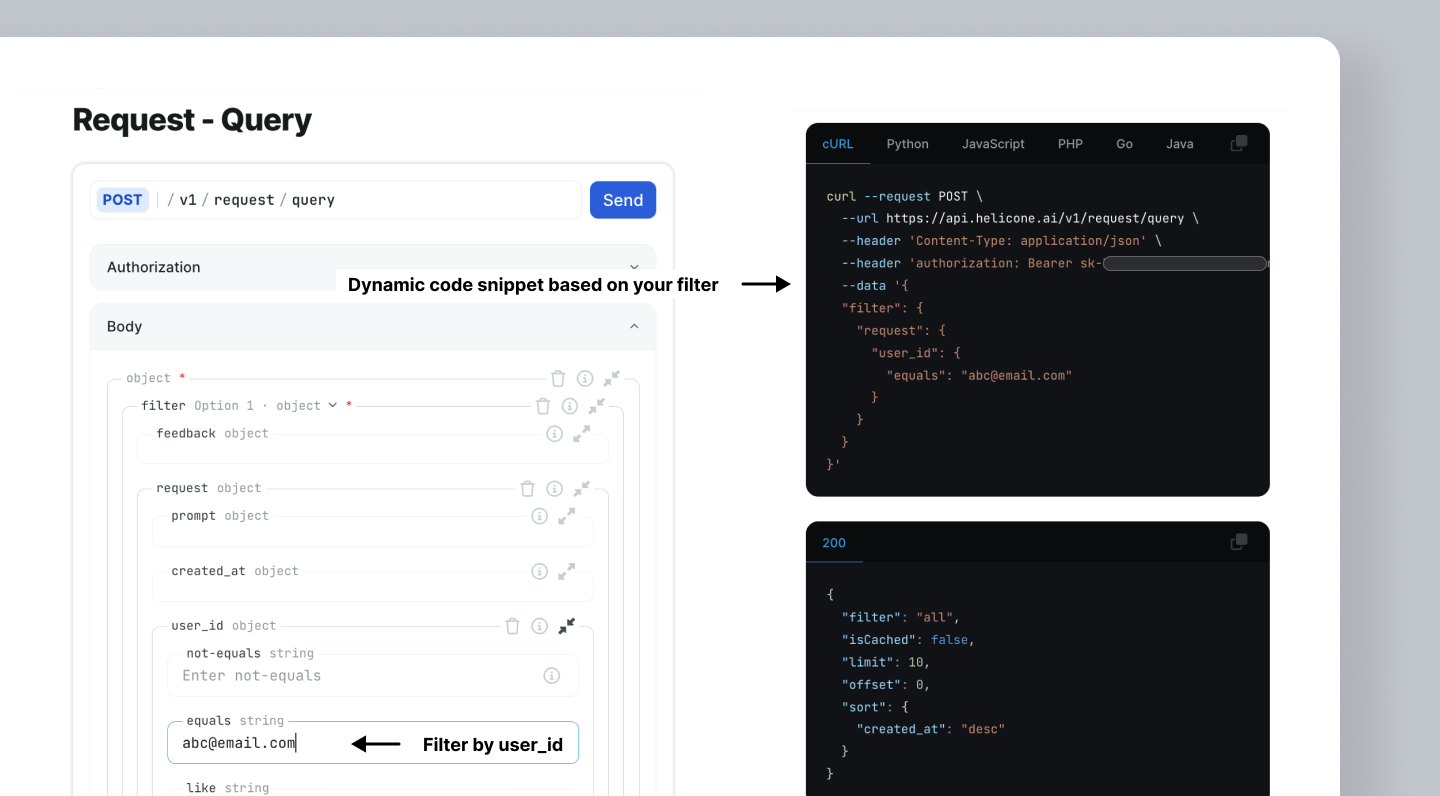 Request - Query
POST / v1 / request / query
Send
Authorization
Dynamic code snippet based on your filter
Body
object *
filter Option 1 · object *
feedback object
request object
prompt object
created_at object
user_id object
not-equals string
Enter not-equals
equals string
abc@email.com
Filter by user_id
like string
cURL Python JavaScript PHP Go Java
curl --request POST \
--url https://api.helicone.ai/v1/request/query \
--header 'Content-Type: application/json' \
--header 'authorization: Bearer sk-
--data '{
"filter": {
"request": {
"user_id": {
"equals": "abc@email.com"
}
}
}
}'
200
{
"filter": "all",
"isCached": false,
"limit": 10,
"offset": 0,
"sort": {
"created_at": "desc"
}
}